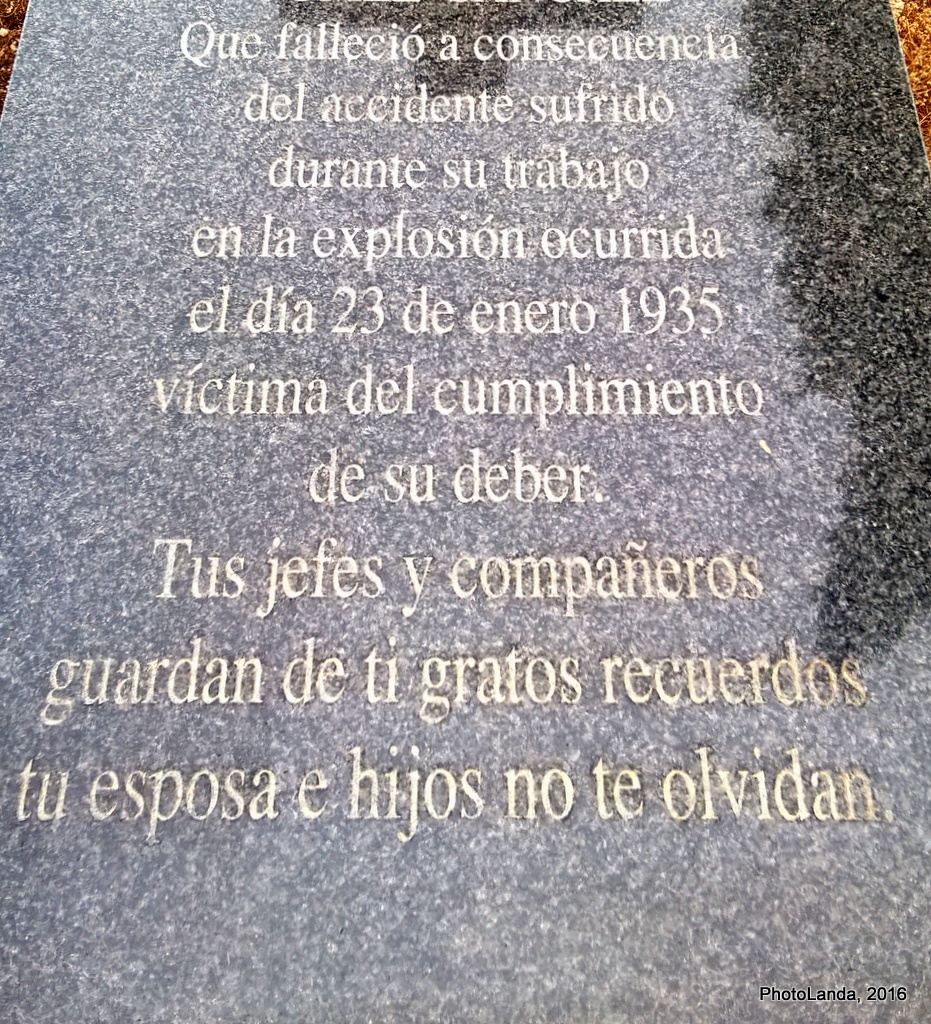 Que falleció a consecuencia
del accidente sufrido
durante su trabajo
en la explosión ocurrida
el día 23 de enero 1935
víctima del cumplimiento
de su deber.
Tus jefes y compañeros
guardan de ti gratos recuerdos
tu esposa e hijos no te olvidan.
PhotoLanda, 2016